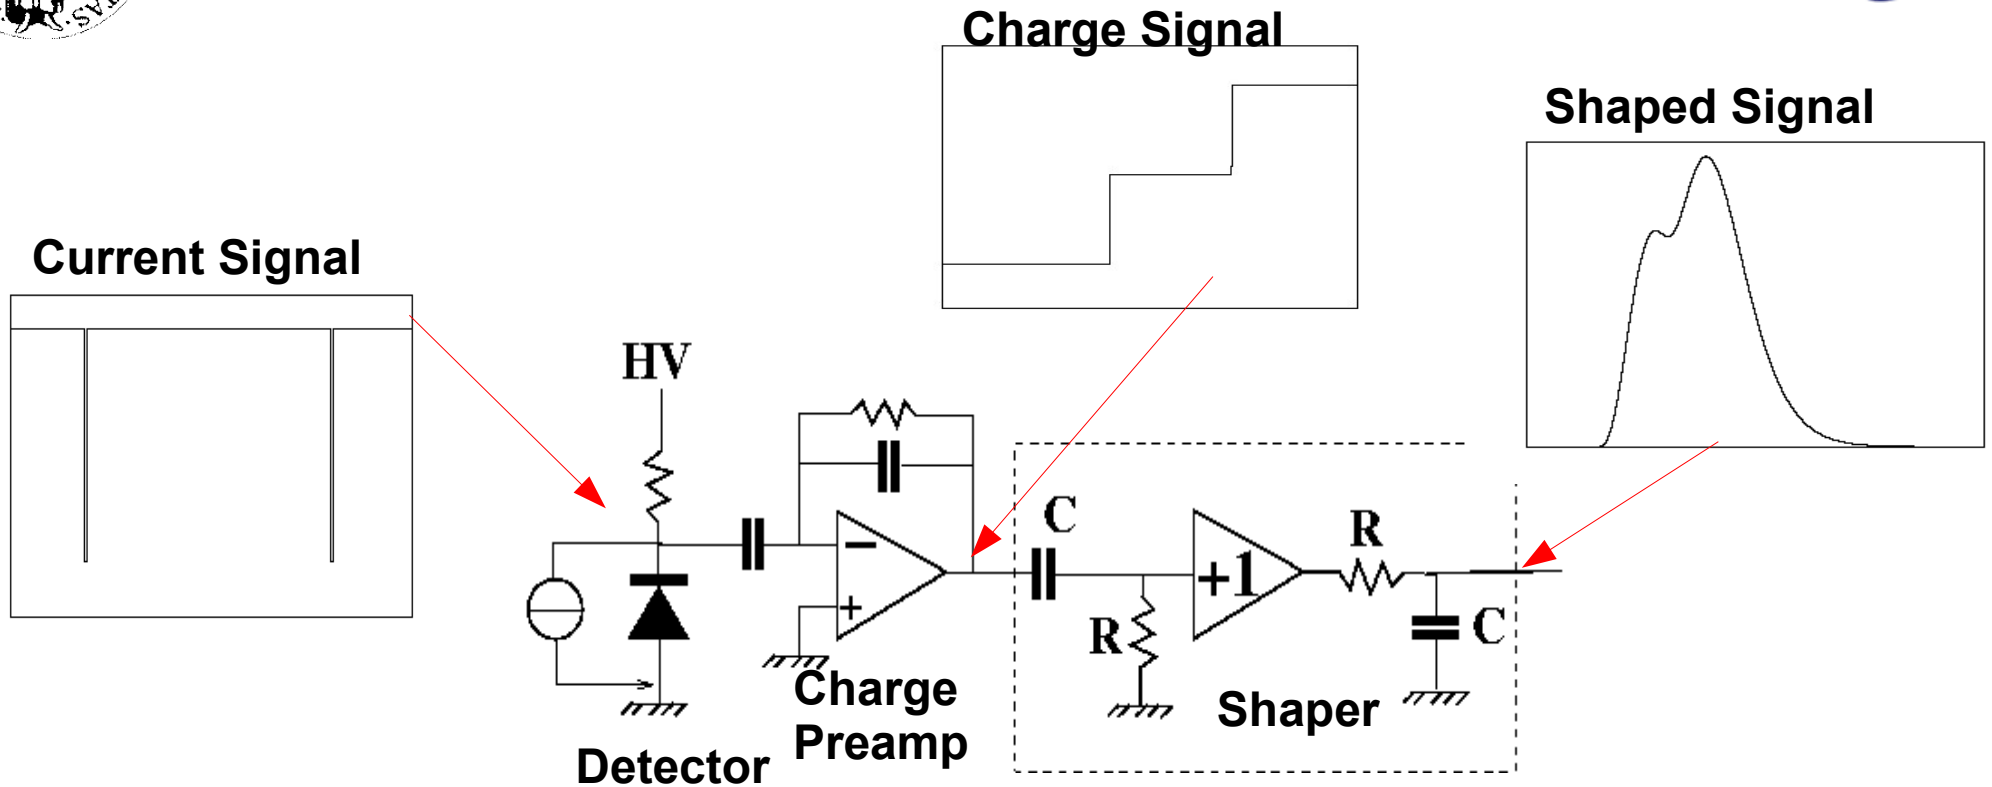 Charge Signal
Shaped Signal
Current Signal
HV
C
R
+1
R
C
Charge
Preamp
Shaper
Detector